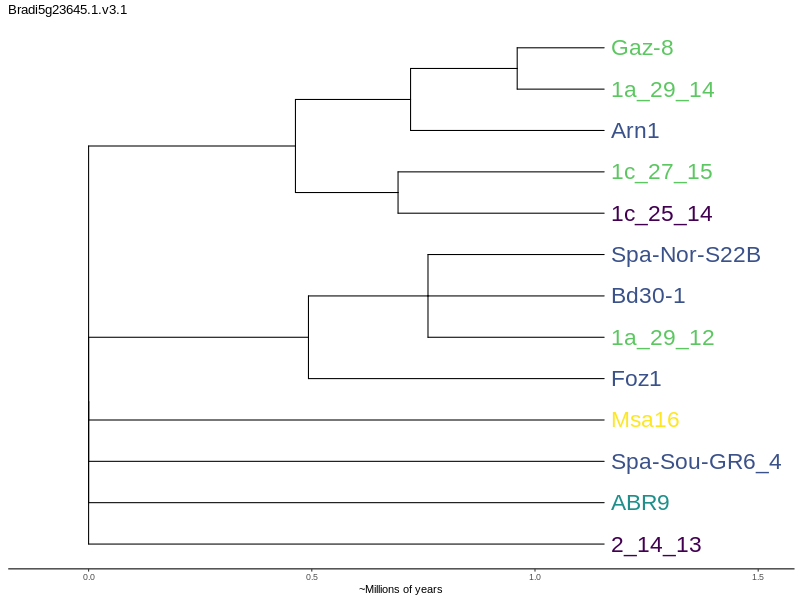 Bradi5g23645.1.v3.1
Gaz-8
1a_29_14
Arn1
1c_27_15
1c_25_14
Spa-Nor-S22B
Bd30-1
1a_29_12
Foz1
Msa16
Spa-Sou-GR6_4
ABR9
2_14_13
0.0 0.5 1.0 1.5
~Millions of years